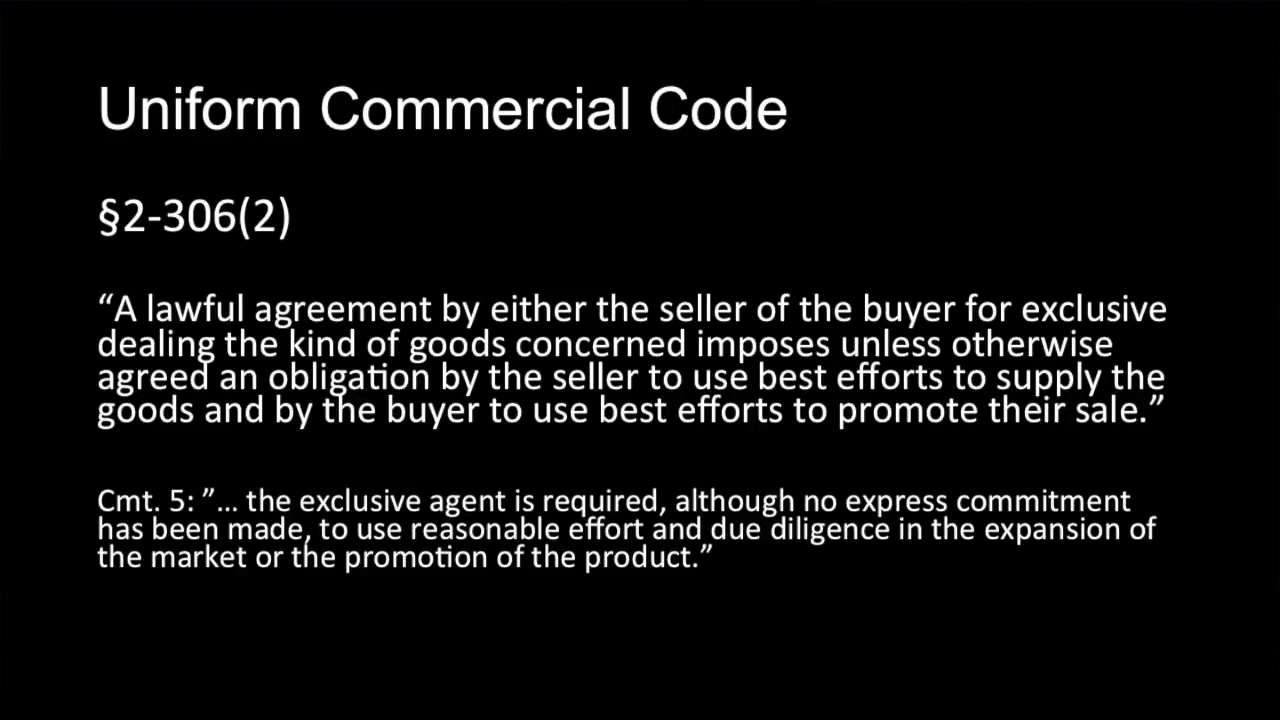 Uniform Commercial Code
§2-306(2)
“A lawful agreement by either the seller of the buyer for exclusive
dealing the kind of goods concerned imposes unless otherwise
agreed an obligation by the seller to use best efforts to supply the
goods and by the buyer to use best efforts to promote their sale.”
Cmt. 5: ”… the exclusive agent is required, although no express commitment
has been made, to use reasonable effort and due diligence in the expansion of
the market or the promotion of the product.”